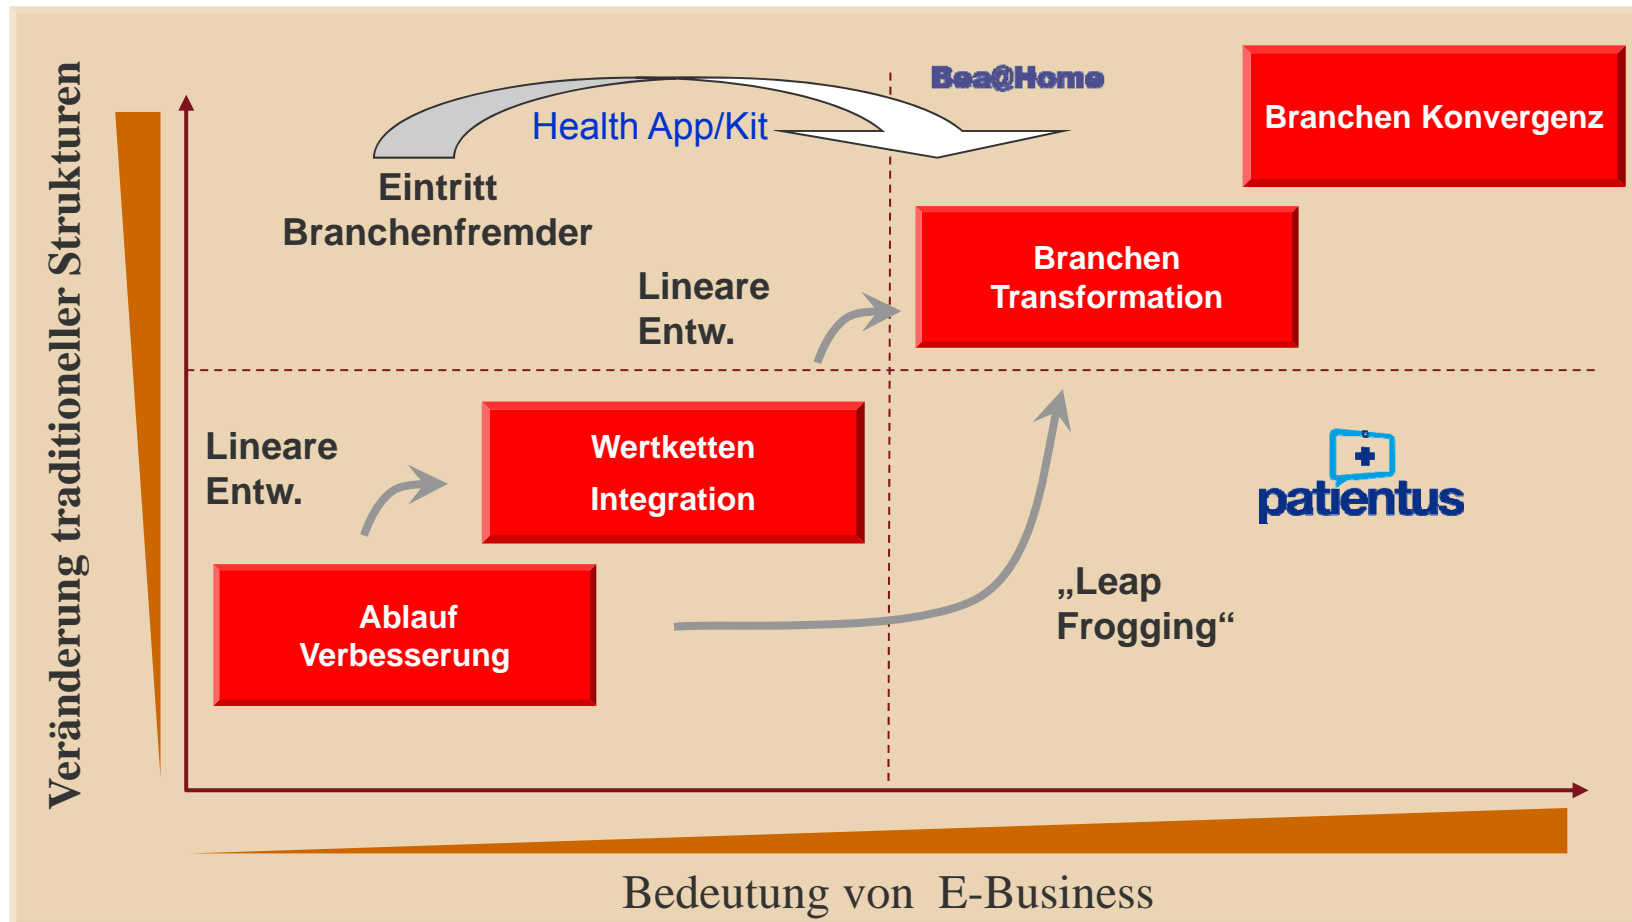 Veränderung traditioneller Strukturen
Bea@Home
Health App/Kit
Branchen Konvergenz
Eintritt
Branchenfremder
Branchen
Transformation
Lineare
Entw.
Lineare
Entw.
Wertketten
Integration
patientus
Ablauf
Verbesserung
„Leap
Frogging“
Bedeutung von E-Business